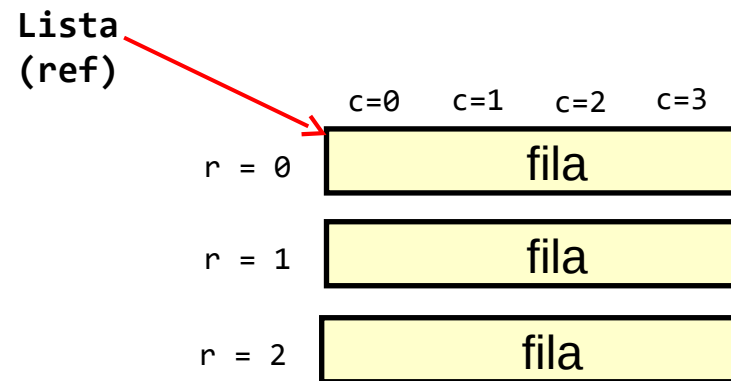 Lista
(ref)
c=0 c=1 c=2 c=3
r = 0 fila
r = 1 fila
r = 2 fila